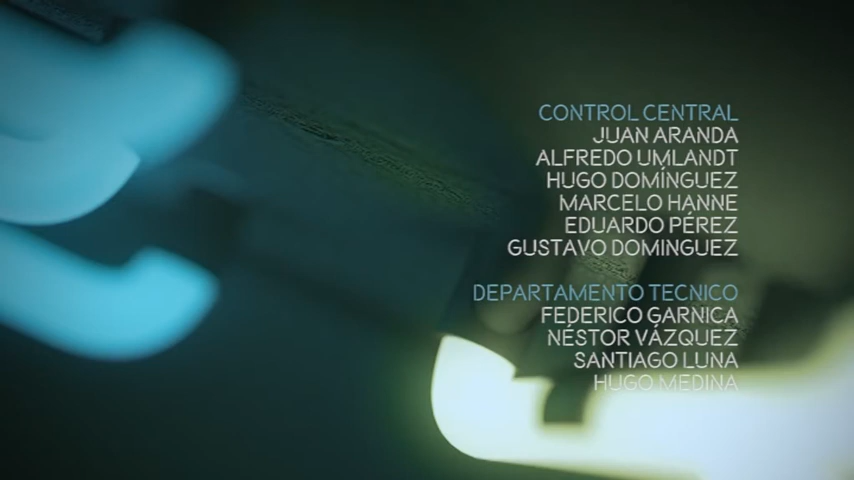 CONTROL CENTRAL
JUAN ARANDA
ALFREDO UMLANDT
HUGO DOMÍNGUEZ
MARCELO HANNE
EDUARDO PÉREZ
GUSTAVO DOMINGUEZ
DEPARTAMENTO TECNICO
FEDERICO GARNICA
NÉSTOR VÁZQUEZ
SANTIAGO LUNA
HUGO MEDINA